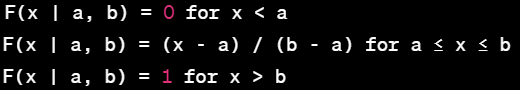 F(x | a, b) = 0 for x < a
F(x | a, b) = (x - a) / (b - a) for a ≤ x ≤ b
F(x | a, b) = 1 for x > b